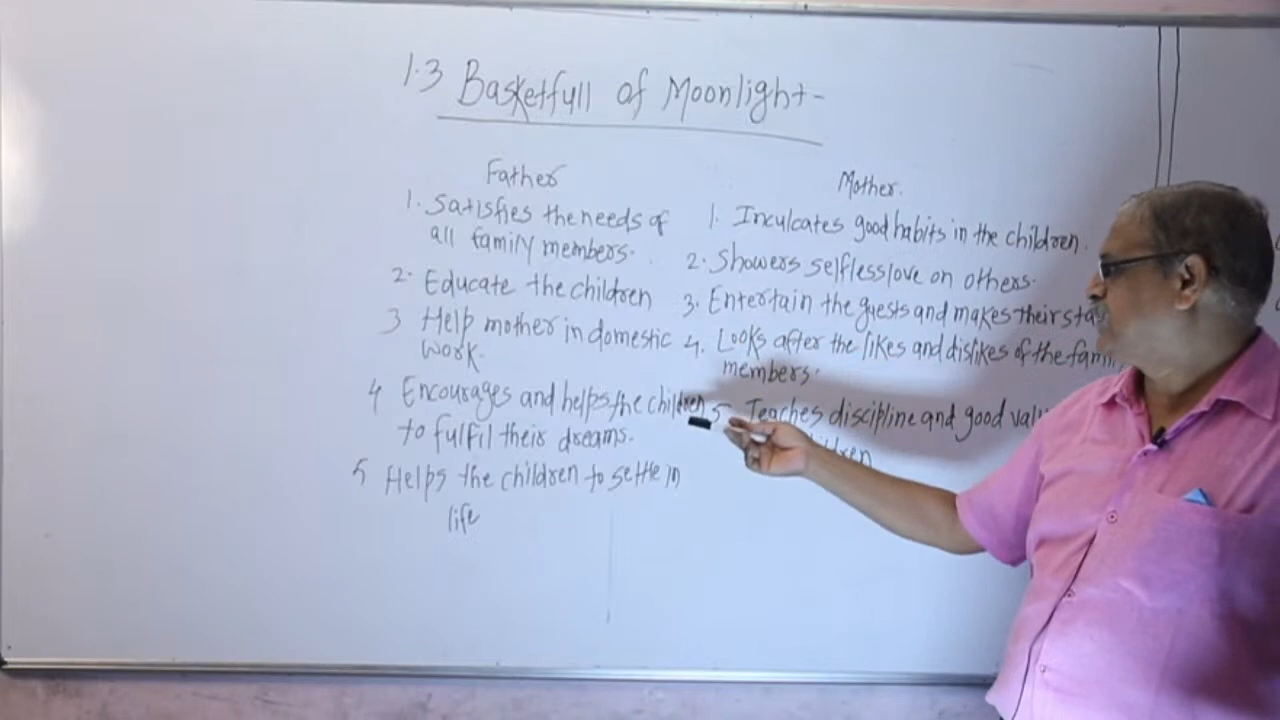 1.3 Basketfull of Moonlight -
Father
1. Satisfies the needs of
all family members.
2. Educate the children
3 Help mother in domestic
work.
4 Encourages and helps the children
to fulfil their dreams.
5 Helps the children to settle in
life
Mother.
1. Inculcates good habits in the children.
2. Showers selfless love on others.
3. Entertain the guests and makes their
4. Looks after the likes and dislikes of the
members.
5 Teaches discipline and good